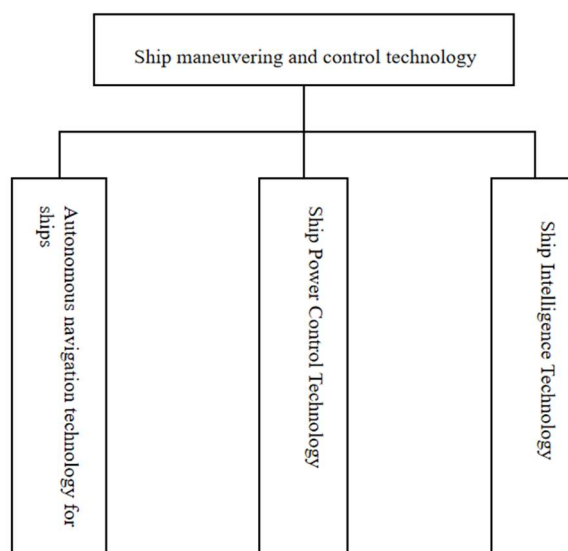 Ship maneuvering and control technology
Autonomous navigation technology for
ships
Ship Power Control Technology
Ship Intelligence Technology